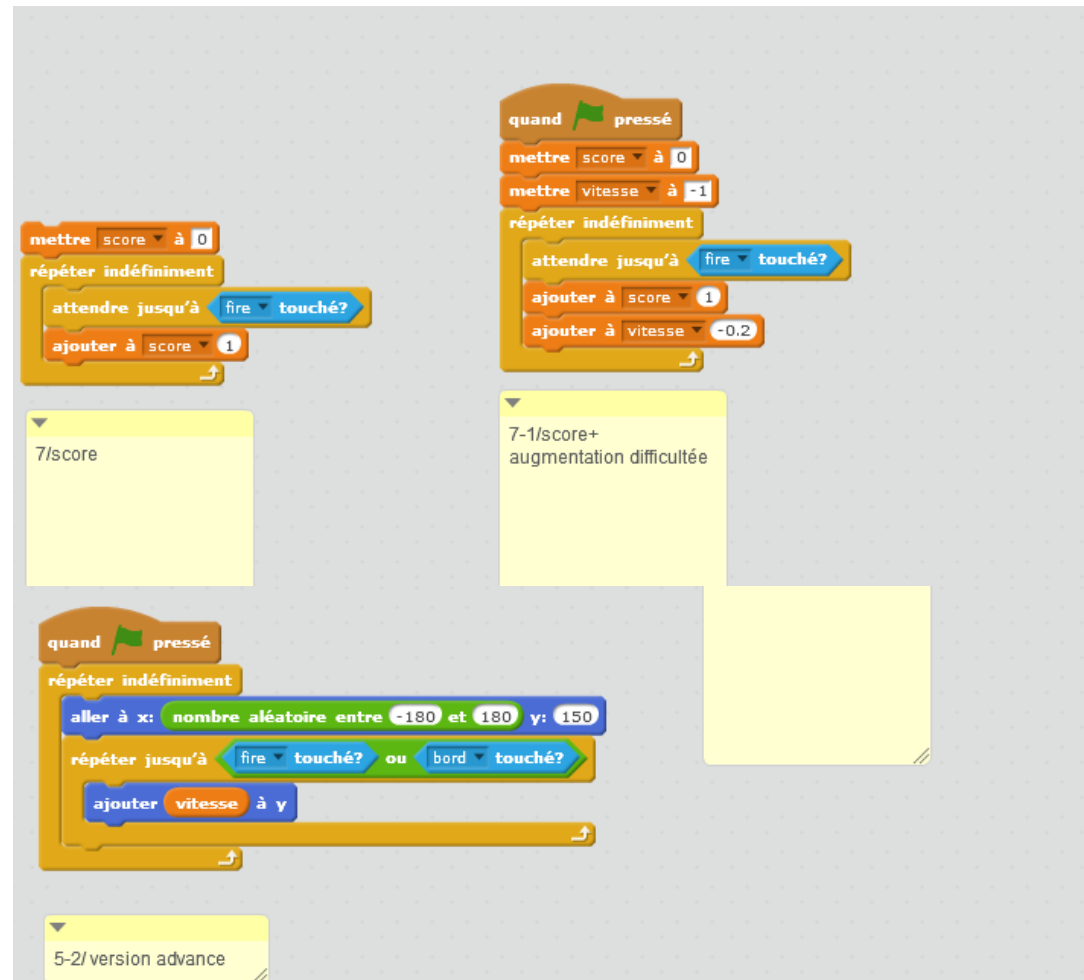 mettre score à 0
répéter indéfiniment
attendre jusqu'à fire touché?
ajouter à score 1
7/score
quand pressé
mettre score à 0
mettre vitesse à -1
répéter indéfiniment
attendre jusqu'à fire touché?
ajouter à score 1
ajouter à vitesse -0.2
7-1/score+
augmentation difficultée
quand pressé
répéter indéfiniment
aller à x: nombre aléatoire entre -180 et 180 y: 150
répéter jusqu'à fire touché? ou bord touché?
ajouter vitesse à y
5-2/ version advance